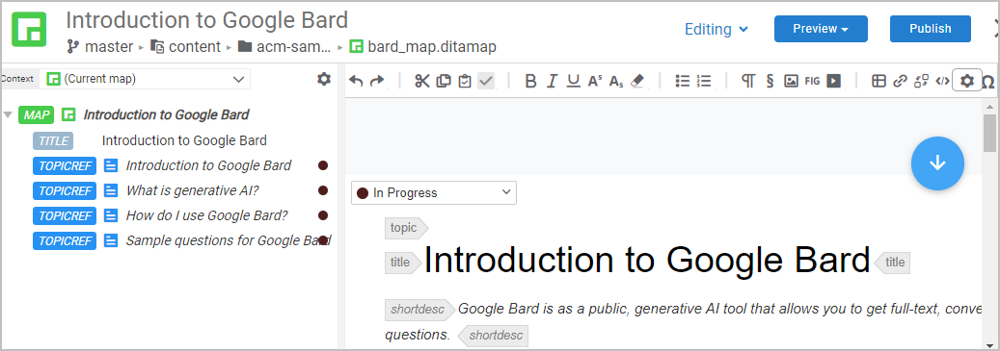 Introduction to Google Bard
master ▸ content ▸ acm-sam… ▸ bard_map.ditamap
Editing
Preview
Publish
Context
(Current map)
B I U Aˢ Aₛ ¶ § FIG </> Ω
MAP Introduction to Google Bard
TITLE Introduction to Google Bard
TOPICREF Introduction to Google Bard
TOPICREF What is generative AI?
TOPICREF How do I use Google Bard?
TOPICREF Sample questions for Google Bard
In Progress
topic
title Introduction to Google Bard title
shortdesc Google Bard is as a public, generative AI tool that allows you to get full-text, conve
questions. shortdesc